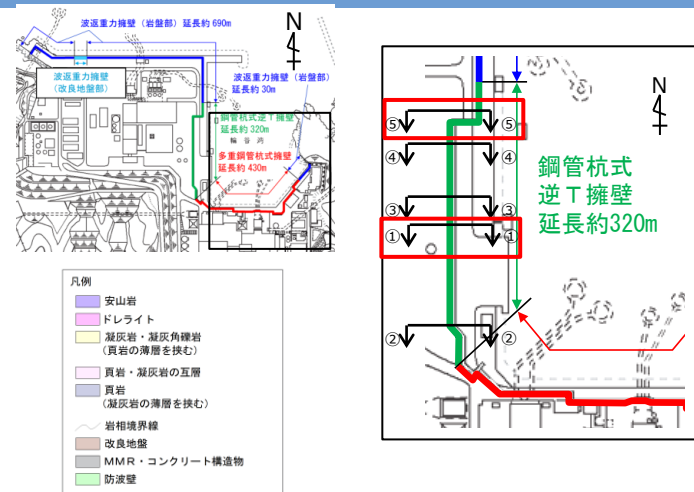 波返重力擁壁（岩盤部）延長約690m
N
波返重力擁壁
（改良地盤部）
波返重力擁壁（岩盤部）
延長約30m
鋼管杭式逆T擁壁
延長約320m
輪谷湾
多重鋼管杭式擁壁
延長約430m
凡例
安山岩
ドレライト
凝灰岩・凝灰角礫岩
（頁岩の薄層を挟む）
頁岩・凝灰岩の互層
頁岩
（凝灰岩の薄層を挟む）
岩相境界線
改良地盤
MMR・コンクリート構造物
防波壁
N
⑤ ⑤
④ ④
鋼管杭式
逆T擁壁
延長約320m
③ ③
① ①
② ②